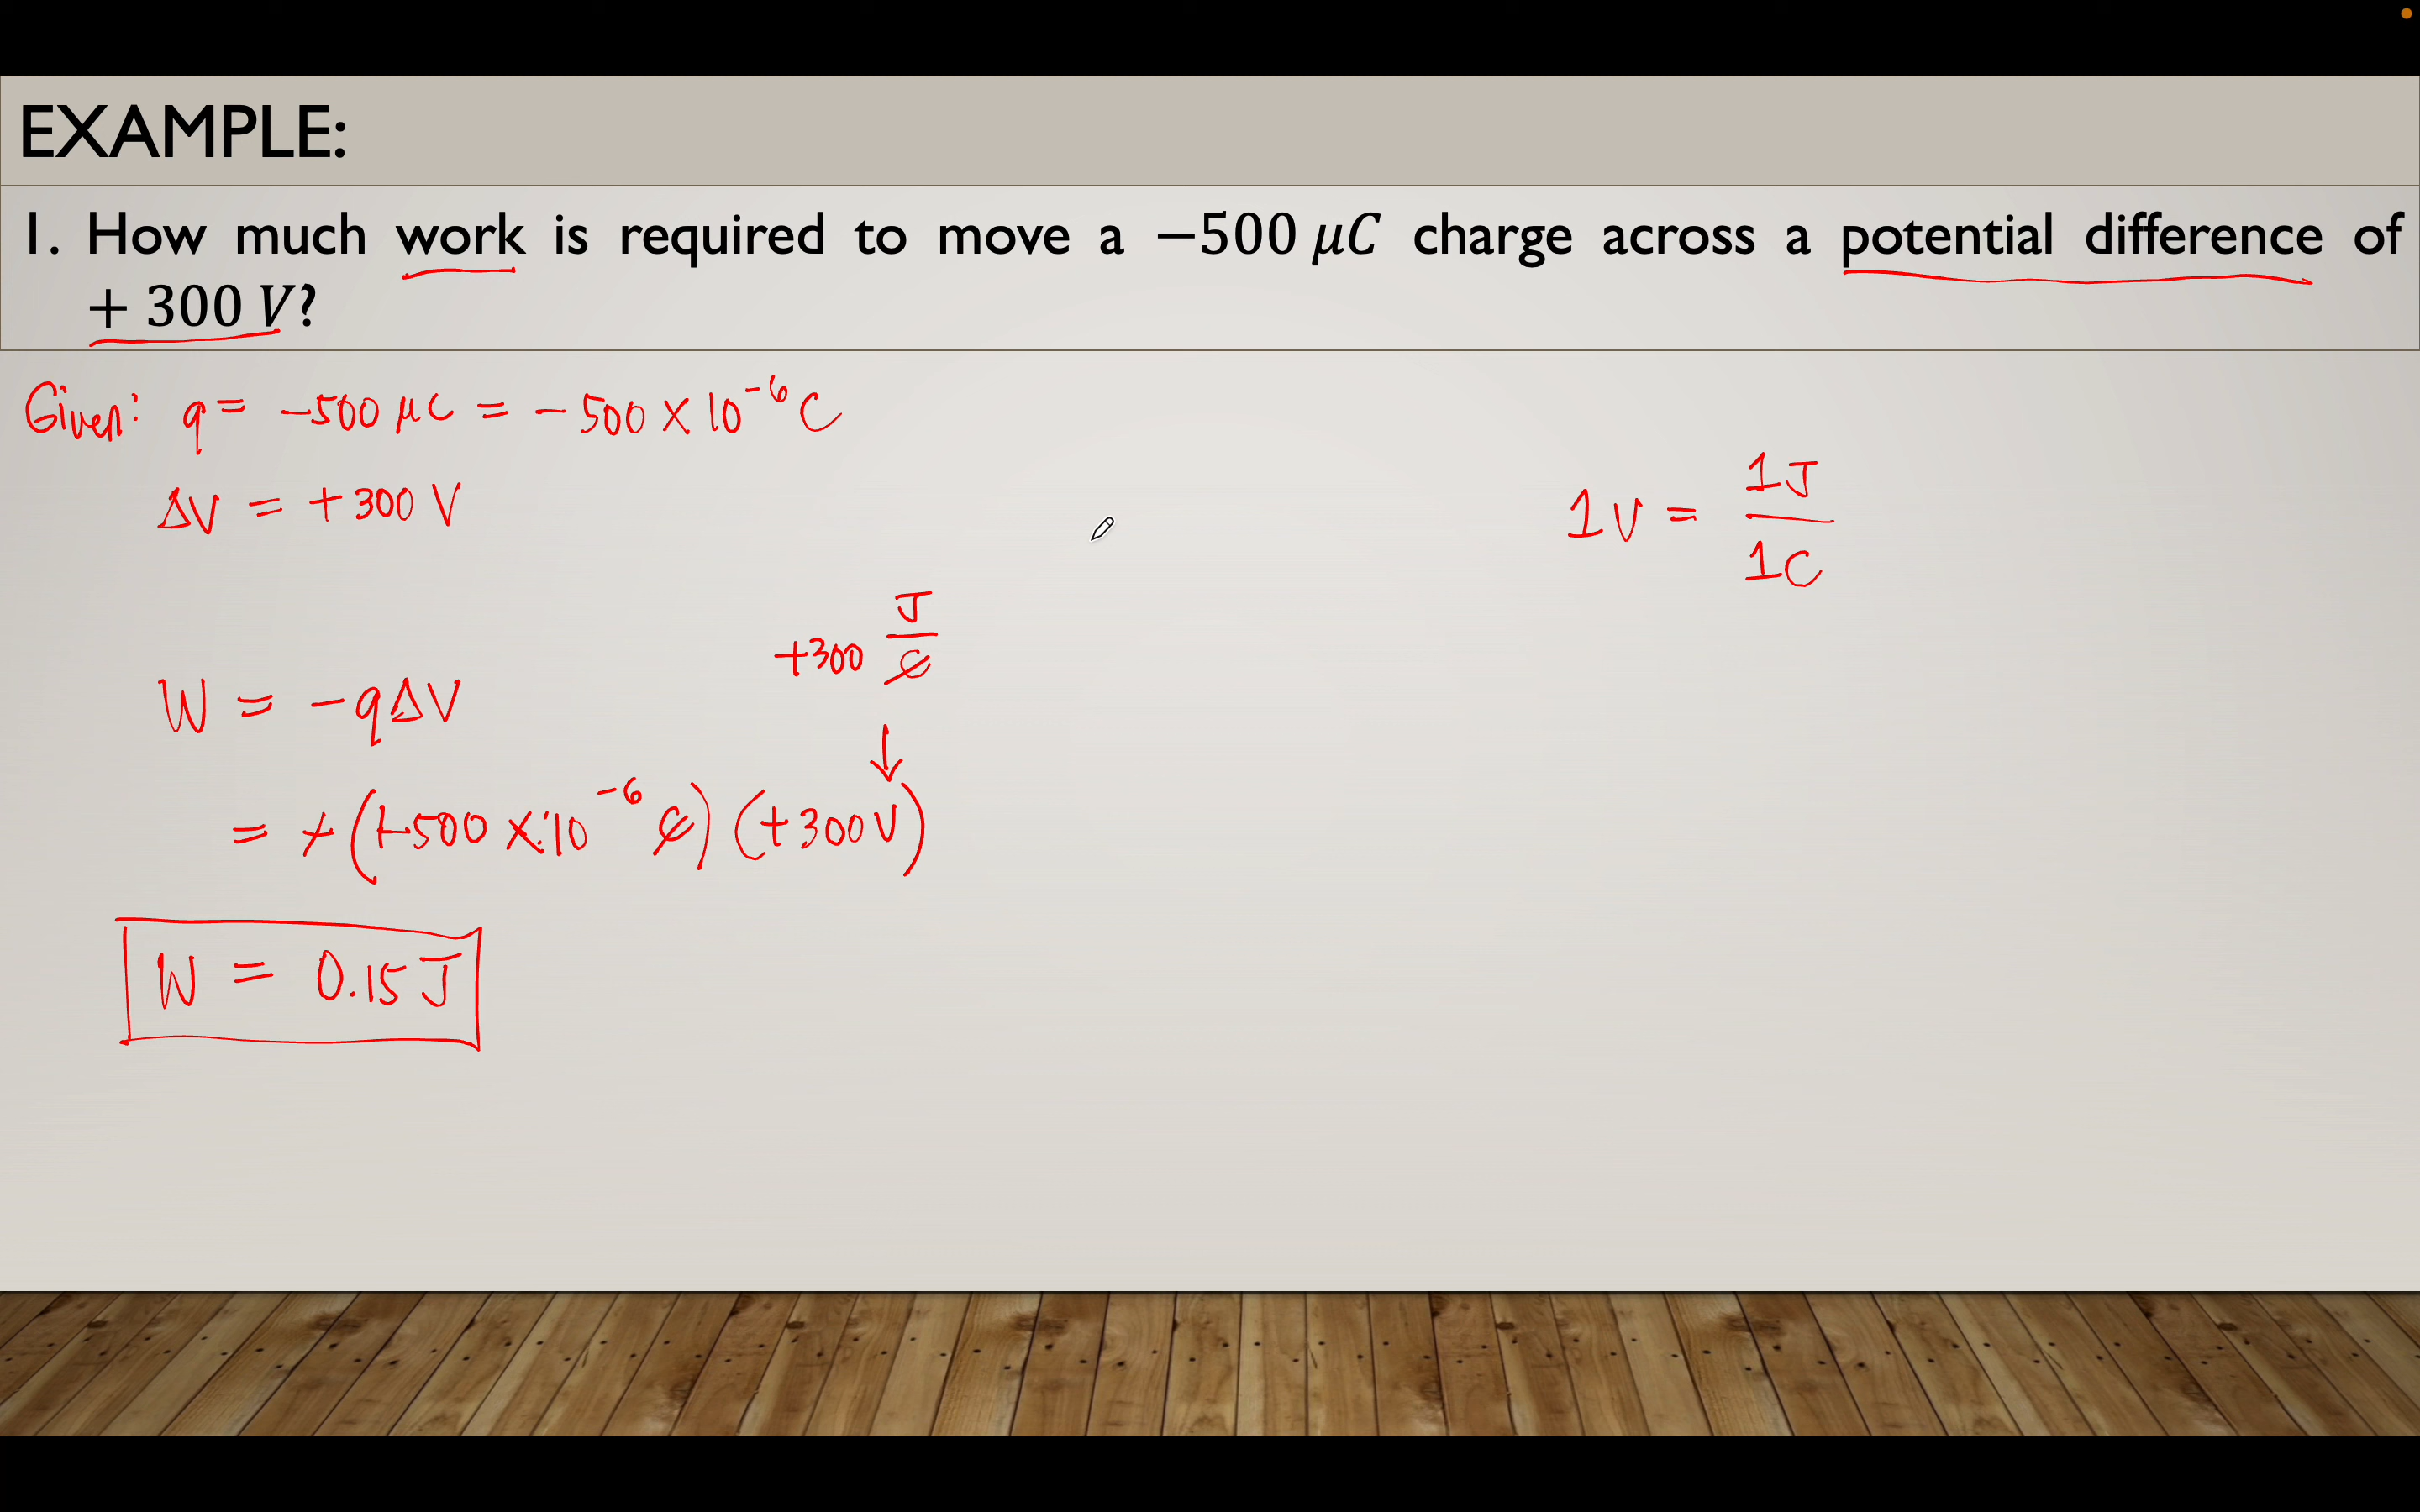 EXAMPLE:
1. How much work is required to move a −500 μC charge across a potential difference of
+ 300 V?
Given: q = -500 μC = -500 × 10⁻⁶ C
ΔV = +300 V
1V = 1J / 1C
+300 J/C
W = -qΔV
= +(+500 × 10⁻⁶ C) (+300V)
W = 0.15 J